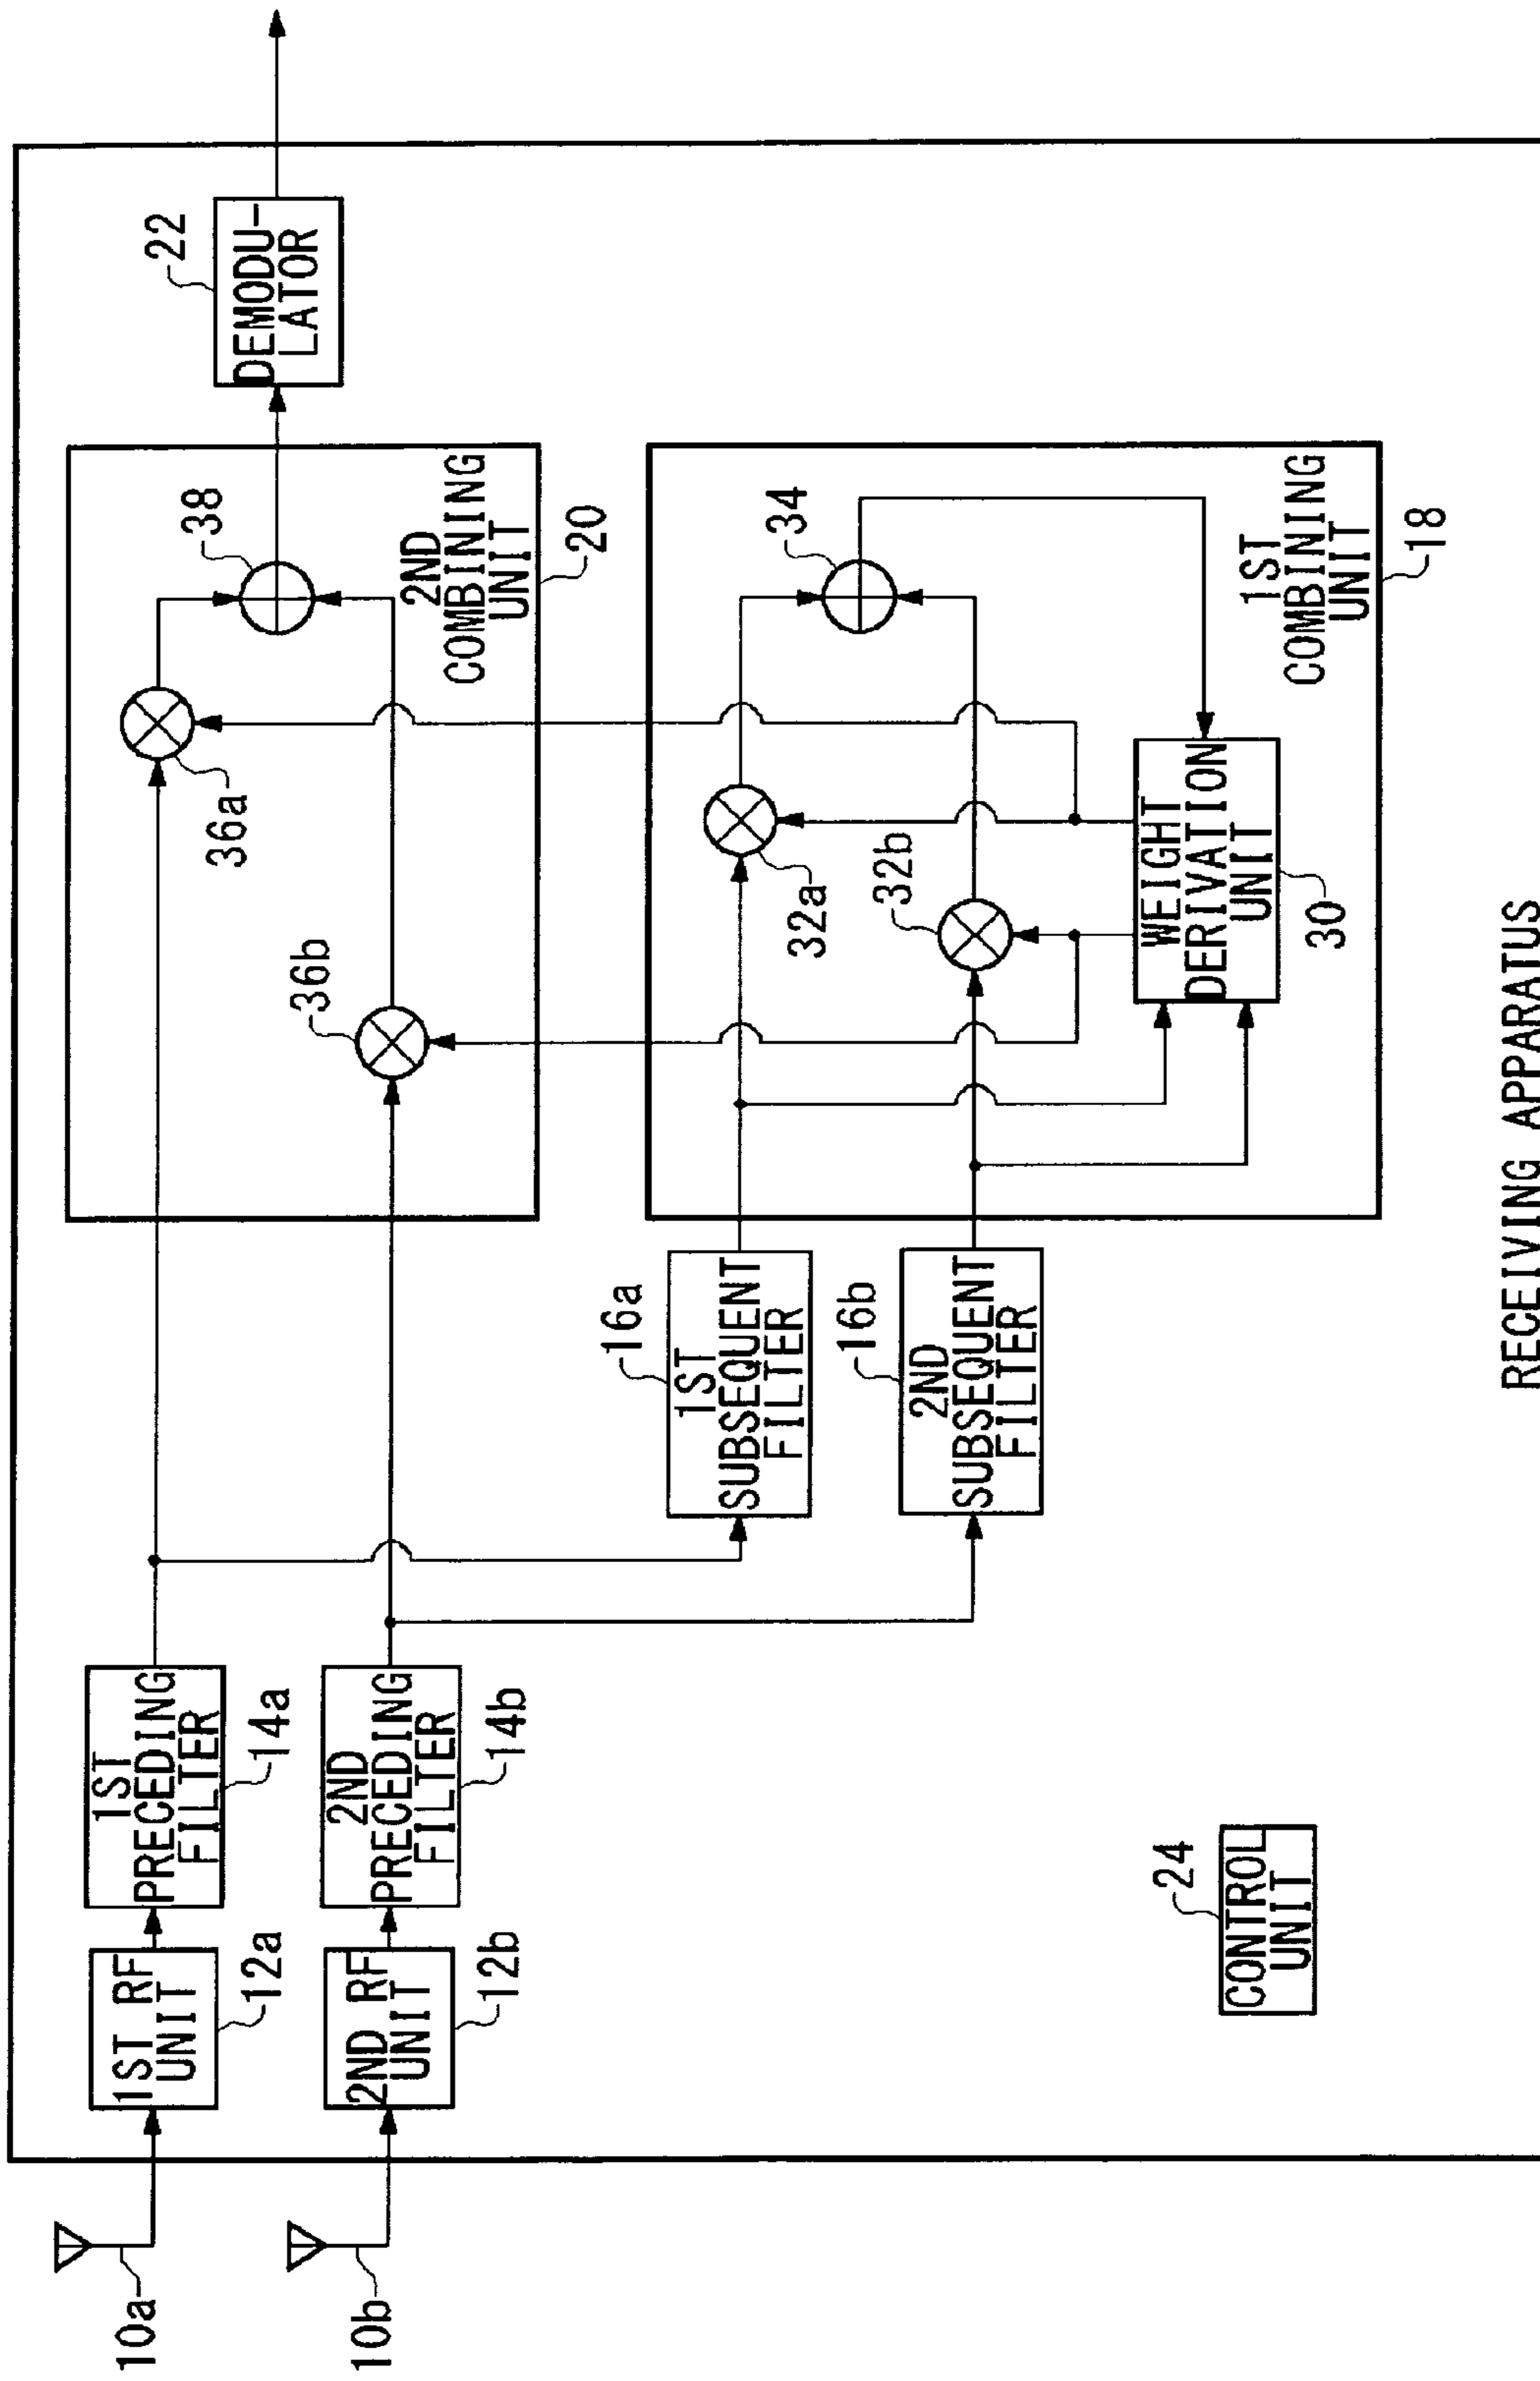 10a
1ST RF
UNIT
12a
1ST
PRECEDING
FILTER
14a
36a
38
22
DEMODU-
LATOR
10b
2ND RF
UNIT
12b
2ND
PRECEDING
FILTER
14b
36b
2ND
COMBINING
UNIT
20
16a
1ST
SUBSEQUENT
FILTER
32a
34
16b
2ND
SUBSEQUENT
FILTER
32b
WEIGHT
DERIVATION
UNIT
30
1ST
COMBINING
UNIT
18
24
CONTROL
UNIT
RECEIVING APPARATUS